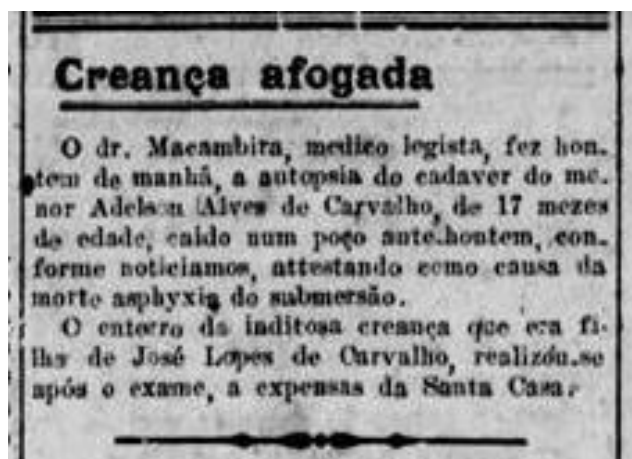 Creança afogada
O dr. Macambira, medico legista, fez hon-
tem de manhã, a autopsia do cadaver do me-
nor Adelson Alves de Carvalho, de 17 mezes
de edade, caido num poço ante-hontem, con-
forme noticiamos, attestando como causa da
morte asphyxia do submersão.
O enterro da inditosa creança que era fi-
lha de José Lopes de Carvalho, realizou-se
após o exame, a expensas da Santa Casa.